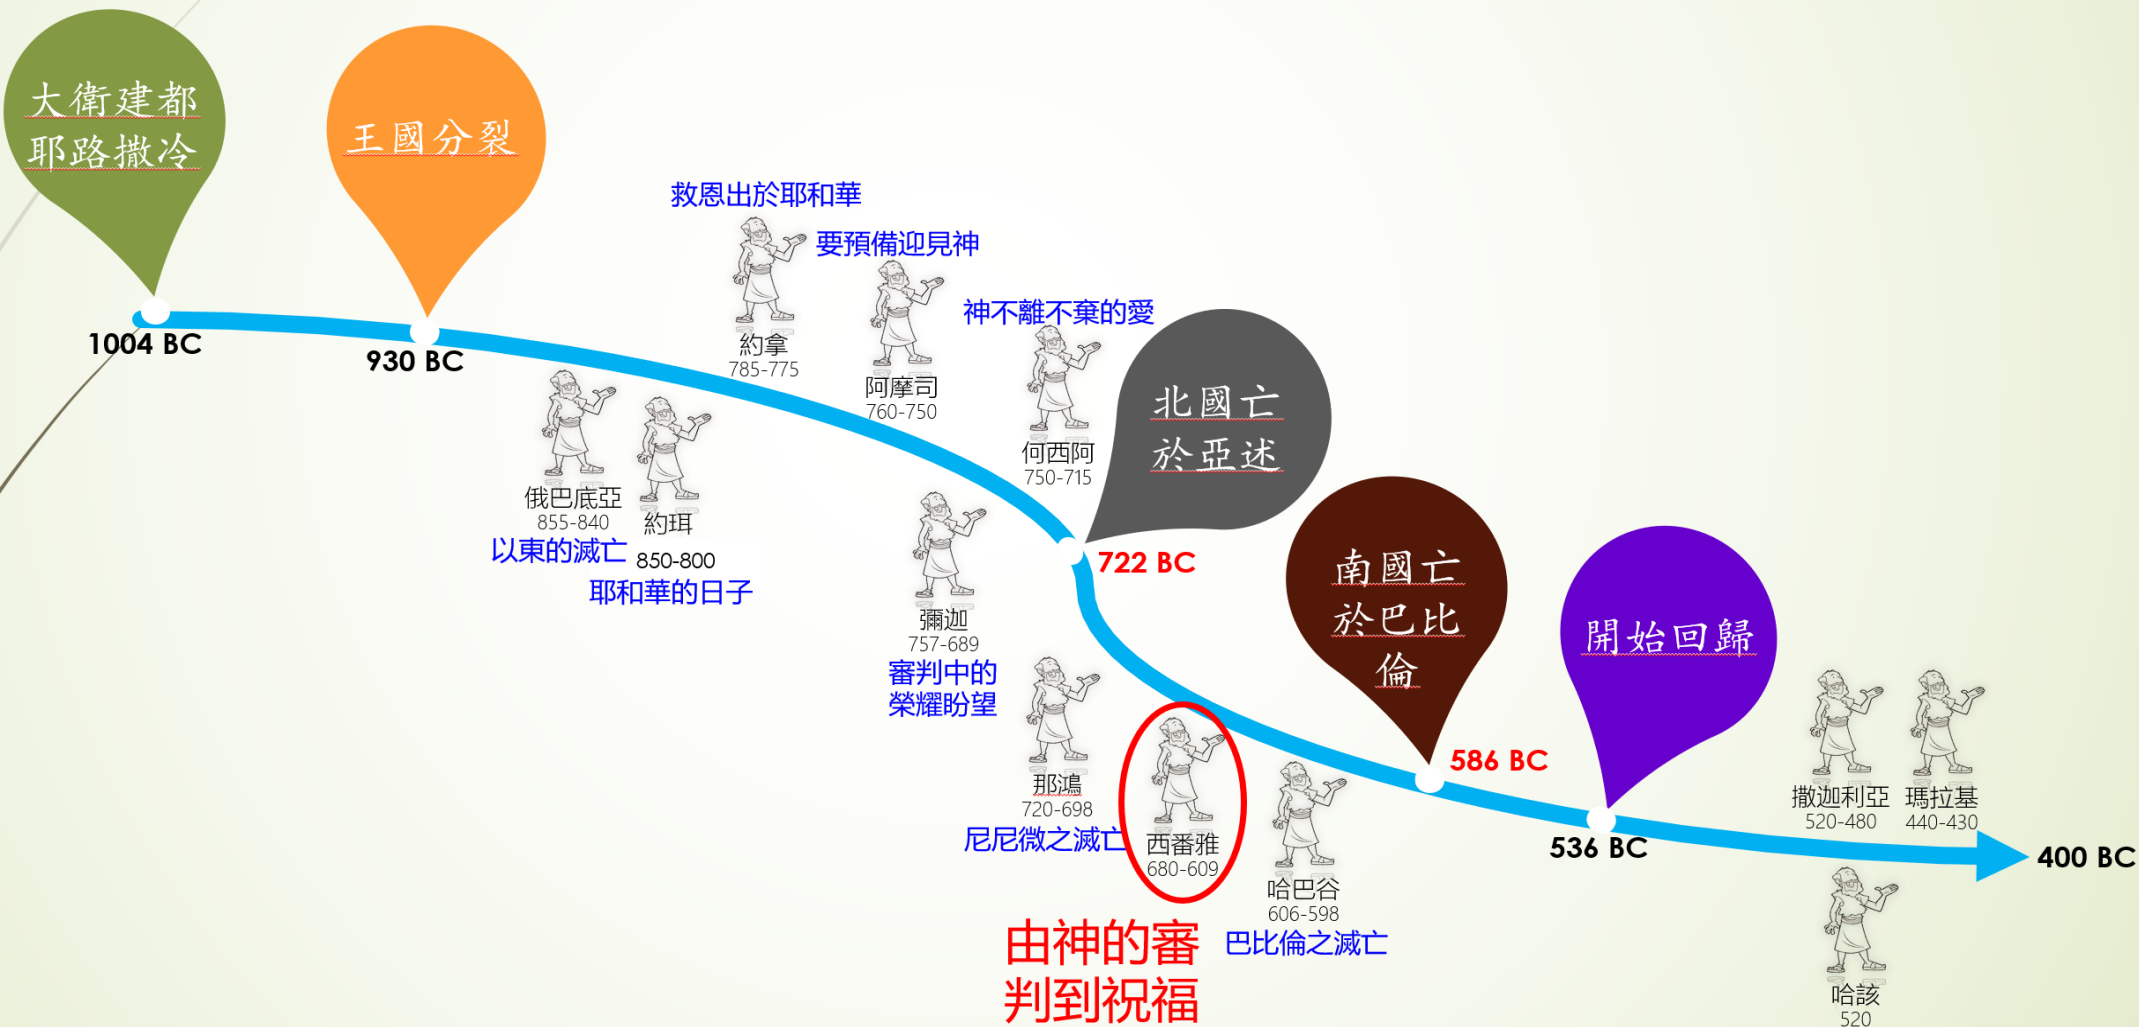 大衛建都
耶路撒冷
1004 BC
王國分裂
930 BC
俄巴底亞
855-840
以東的滅亡
約珥
850-800
耶和華的日子
救恩出於耶和華
約拿
785-775
要預備迎見神
阿摩司
760-750
神不離不棄的愛
何西阿
750-715
北國亡
於亞述
722 BC
彌迦
757-689
審判中的
榮耀盼望
那鴻
720-698
尼尼微之滅亡
西番雅
680-609
由神的審
判到祝福
哈巴谷
606-598
巴比倫之滅亡
南國亡
於巴比
倫
586 BC
開始回歸
536 BC
撒迦利亞
520-480
瑪拉基
440-430
哈該
520
400 BC